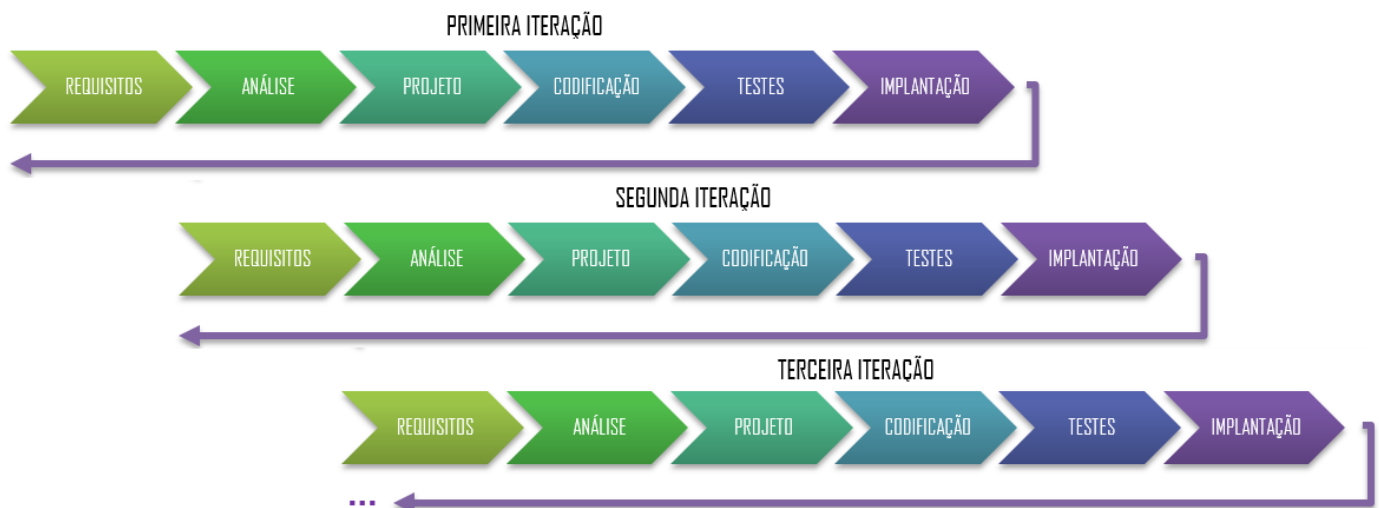 PRIMEIRA ITERAÇÃO
REQUISITOS ANÁLISE PROJETO CODIFICAÇÃO TESTES IMPLANTAÇÃO
SEGUNDA ITERAÇÃO
REQUISITOS ANÁLISE PROJETO CODIFICAÇÃO TESTES IMPLANTAÇÃO
TERCEIRA ITERAÇÃO
REQUISITOS ANÁLISE PROJETO CODIFICAÇÃO TESTES IMPLANTAÇÃO
...